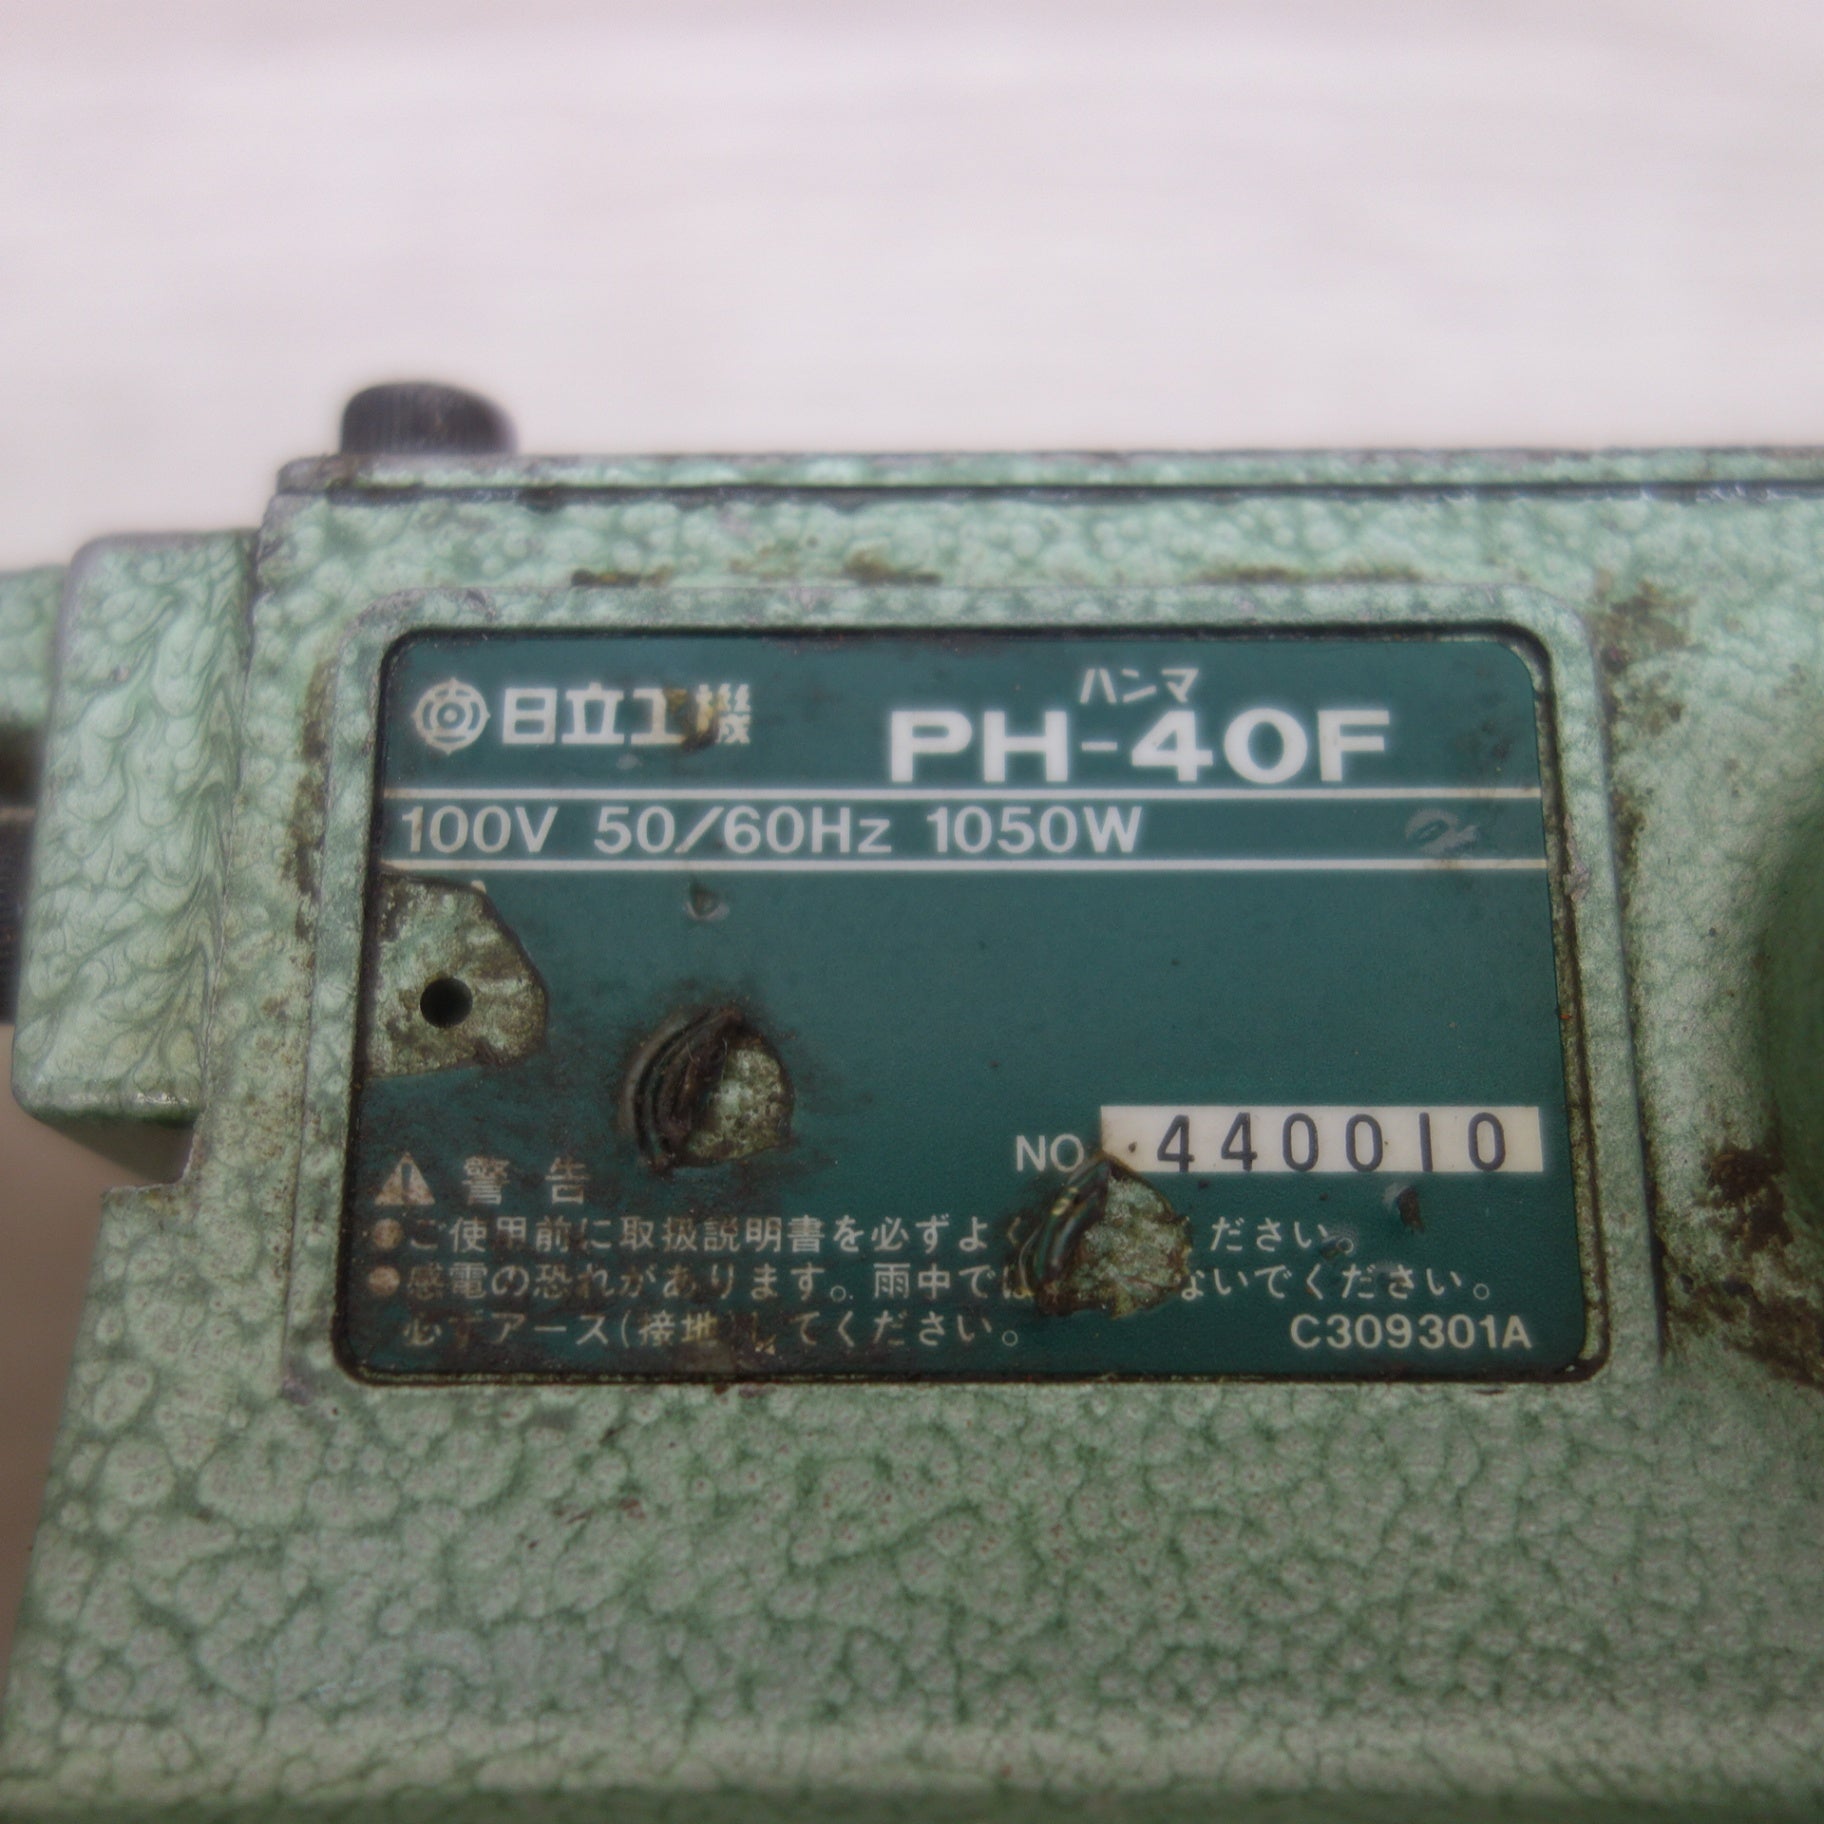 日立工機
ハンマ
PH-40F
100V 50/60Hz 1050W
NO. 440010
警告
●ご使用前に取扱説明書を必ずよく ださい。
●感電の恐れがあります。雨中では ないでください。
必ずアース(接地)してください。
C309301A